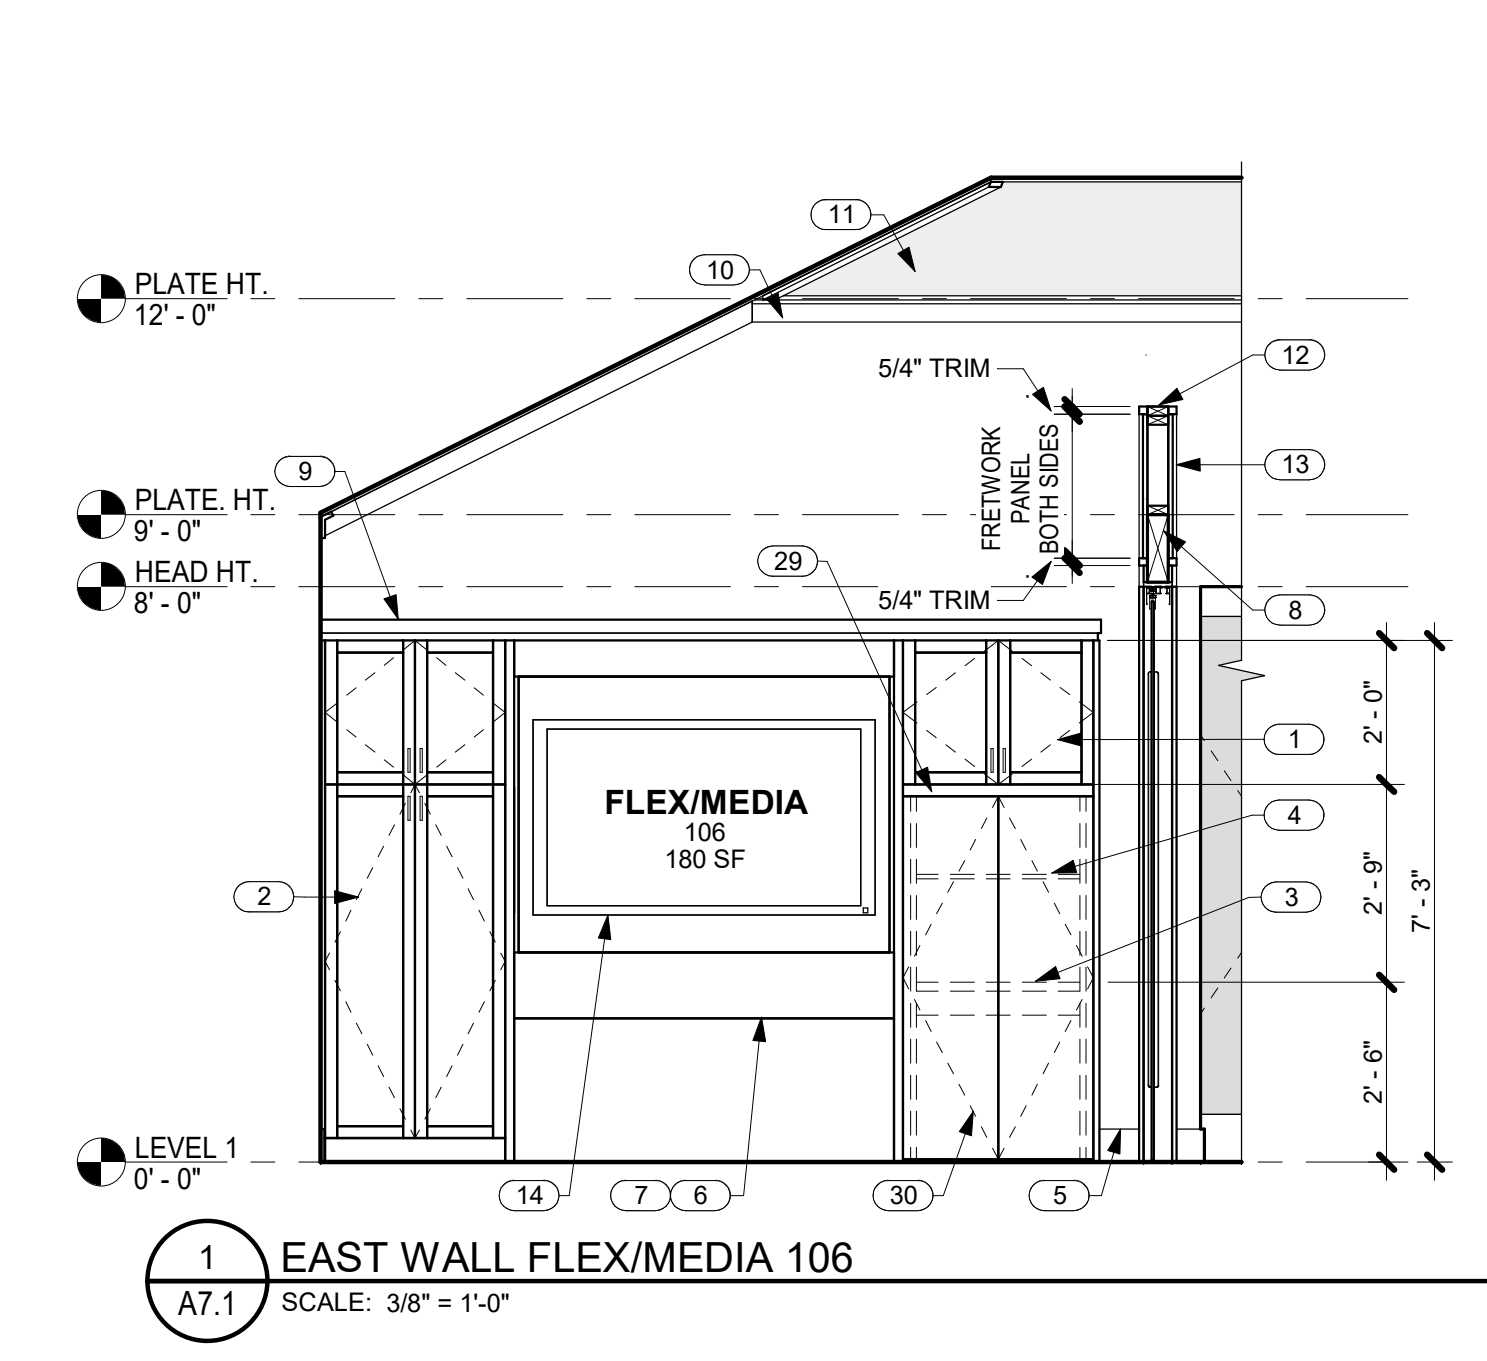 11
10
PLATE HT.
12' - 0"
12
5/4" TRIM
13
9
FRETWORK
PANEL
BOTH SIDES
PLATE. HT.
9' - 0"
HEAD HT.
8' - 0"
29
5/4" TRIM
8
2' - 0"
1
FLEX/MEDIA
106
180 SF
4
2
3
2' - 9"
7' - 3"
2' - 6"
LEVEL 1
0' - 0"
14
7
6
30
5
1
A7.1
EAST WALL FLEX/MEDIA 106
SCALE: 3/8" = 1'-0"